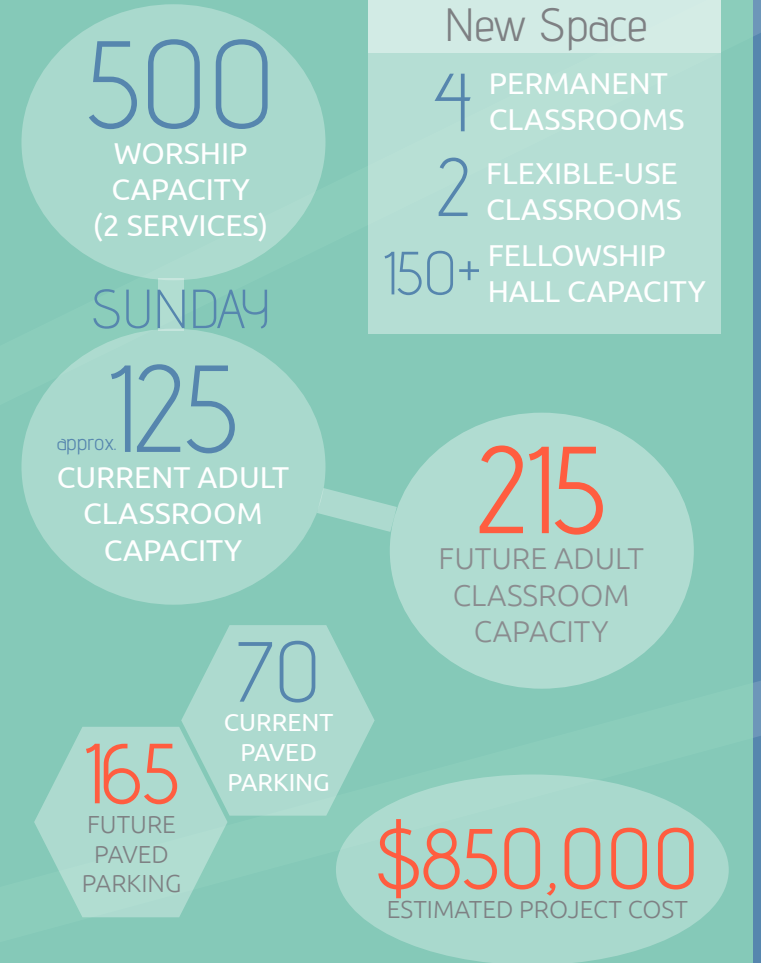 500
WORSHIP
CAPACITY
(2 SERVICES)
SUNDAY
approx. 125
CURRENT ADULT
CLASSROOM
CAPACITY
New Space
4 PERMANENT
CLASSROOMS
2 FLEXIBLE-USE
CLASSROOMS
150+ FELLOWSHIP
HALL CAPACITY
215
FUTURE ADULT
CLASSROOM
CAPACITY
70
CURRENT
PAVED
PARKING
165
FUTURE
PAVED
PARKING
$850,000
ESTIMATED PROJECT COST